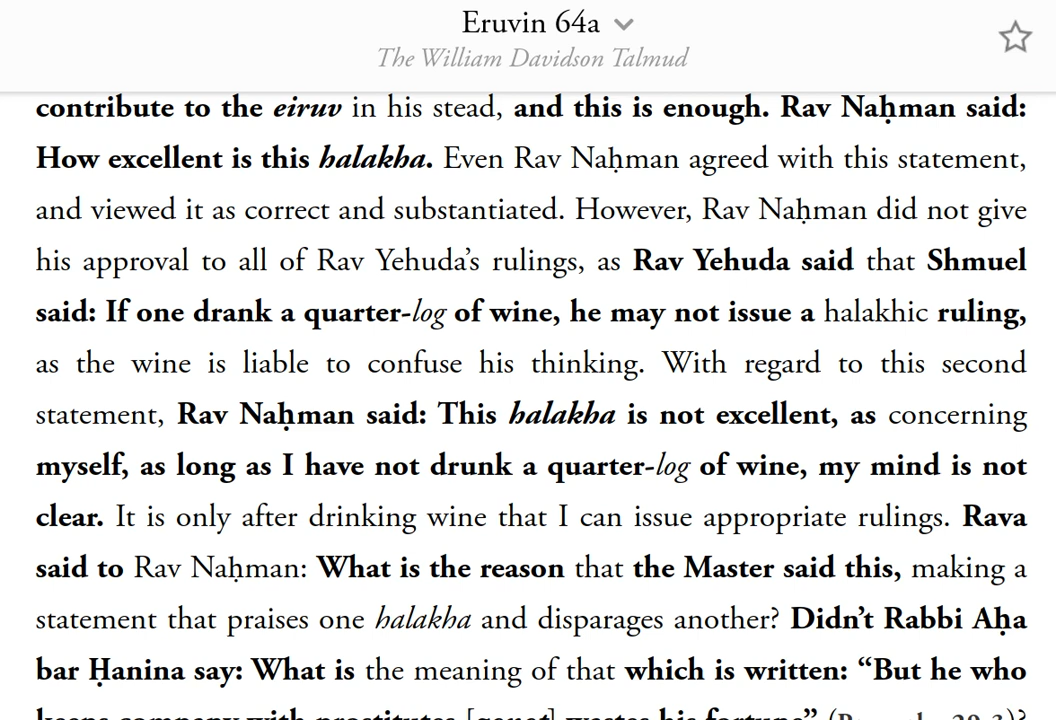 Eruvin 64a
The William Davidson Talmud
contribute to the eiruv in his stead, and this is enough. Rav Naḥman said:
How excellent is this halakha. Even Rav Naḥman agreed with this statement,
and viewed it as correct and substantiated. However, Rav Naḥman did not give
his approval to all of Rav Yehuda’s rulings, as Rav Yehuda said that Shmuel
said: If one drank a quarter-log of wine, he may not issue a halakhic ruling,
as the wine is liable to confuse his thinking. With regard to this second
statement, Rav Naḥman said: This halakha is not excellent, as concerning
myself, as long as I have not drunk a quarter-log of wine, my mind is not
clear. It is only after drinking wine that I can issue appropriate rulings. Rava
said to Rav Naḥman: What is the reason that the Master said this, making a
statement that praises one halakha and disparages another? Didn’t Rabbi Aḥa
bar Ḥanina say: What is the meaning of that which is written: “But he who
keeps company with prostitutes [zonot] wastes his fortune”